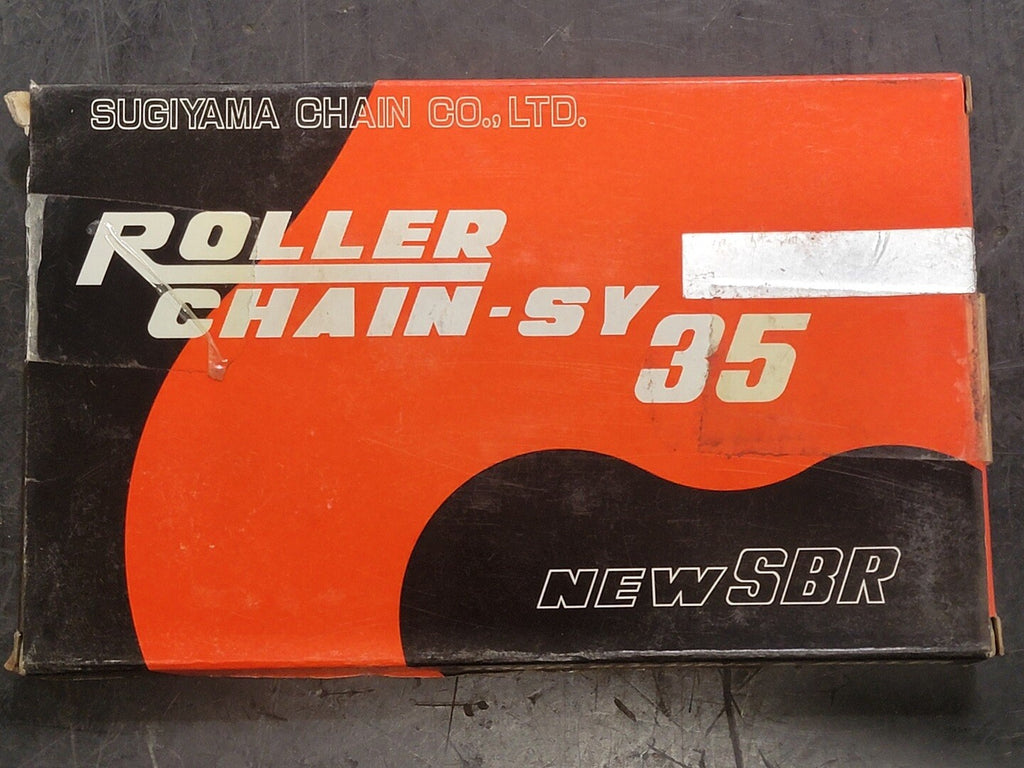 SUGIYAMA CHAIN CO., LTD.
ROLLER
CHAIN-SY
35
NEW SBR